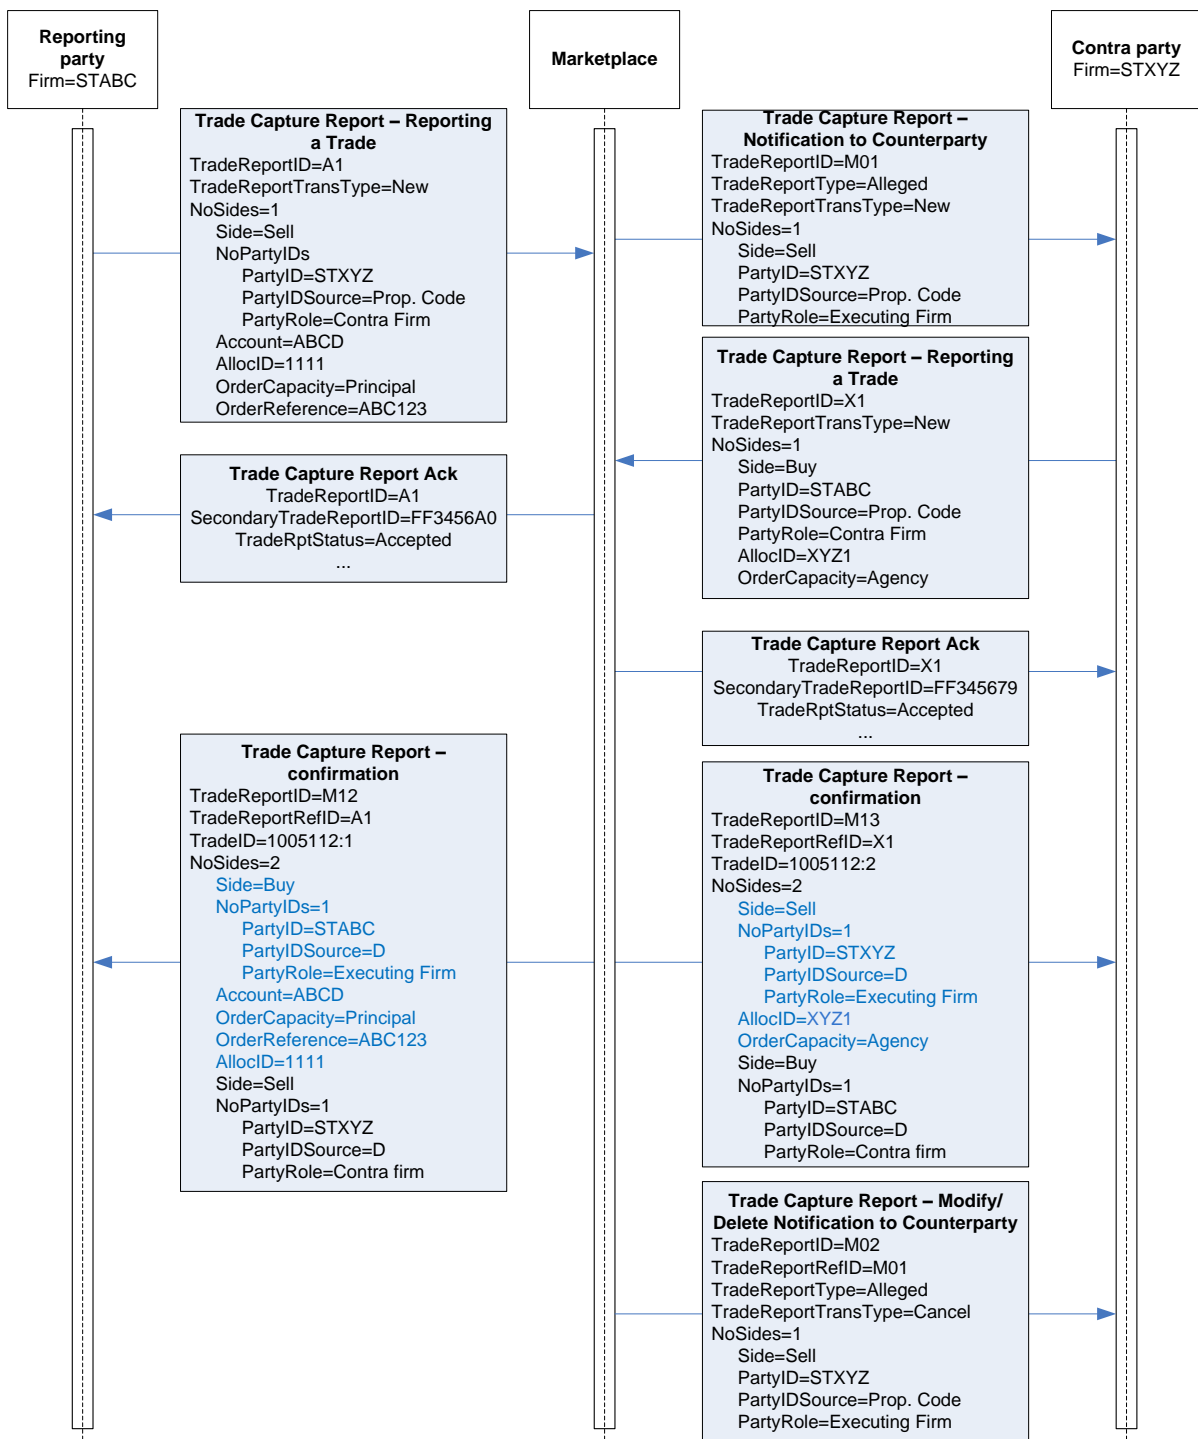 Reporting
party
Firm=STABC
Marketplace
Contra party
Firm=STXYZ
Trade Capture Report – Reporting
a Trade
TradeReportID=A1
TradeReportTransType=New
NoSides=1
Side=Sell
NoPartyIDs
PartyID=STXYZ
PartyIDSource=Prop. Code
PartyRole=Contra Firm
Account=ABCD
AllocID=1111
OrderCapacity=Principal
OrderReference=ABC123
Trade Capture Report –
Notification to Counterparty
TradeReportID=M01
TradeReportType=Alleged
TradeReportTransType=New
NoSides=1
Side=Sell
PartyID=STXYZ
PartyIDSource=Prop. Code
PartyRole=Executing Firm
Trade Capture Report – Reporting
a Trade
TradeReportID=X1
TradeReportTransType=New
NoSides=1
Side=Buy
PartyID=STABC
PartyIDSource=Prop. Code
PartyRole=Contra Firm
AllocID=XYZ1
OrderCapacity=Agency
Trade Capture Report Ack
TradeReportID=A1
SecondaryTradeReportID=FF3456A0
TradeRptStatus=Accepted
...
Trade Capture Report Ack
TradeReportID=X1
SecondaryTradeReportID=FF345679
TradeRptStatus=Accepted
...
Trade Capture Report –
confirmation
TradeReportID=M12
TradeReportRefID=A1
TradeID=1005112:1
NoSides=2
Side=Buy
NoPartyIDs=1
PartyID=STABC
PartyIDSource=D
PartyRole=Executing Firm
Account=ABCD
OrderCapacity=Principal
OrderReference=ABC123
AllocID=1111
Side=Sell
NoPartyIDs=1
PartyID=STXYZ
PartyIDSource=D
PartyRole=Contra firm
Trade Capture Report –
confirmation
TradeReportID=M13
TradeReportRefID=X1
TradeID=1005112:2
NoSides=2
Side=Sell
NoPartyIDs=1
PartyID=STXYZ
PartyIDSource=D
PartyRole=Executing Firm
AllocID=XYZ1
OrderCapacity=Agency
Side=Buy
NoPartyIDs=1
PartyID=STABC
PartyIDSource=D
PartyRole=Contra firm
Trade Capture Report – Modify/
Delete Notification to Counterparty
TradeReportID=M02
TradeReportRefID=M01
TradeReportType=Alleged
TradeReportTransType=Cancel
NoSides=1
Side=Sell
PartyID=STXYZ
PartyIDSource=Prop. Code
PartyRole=Executing Firm